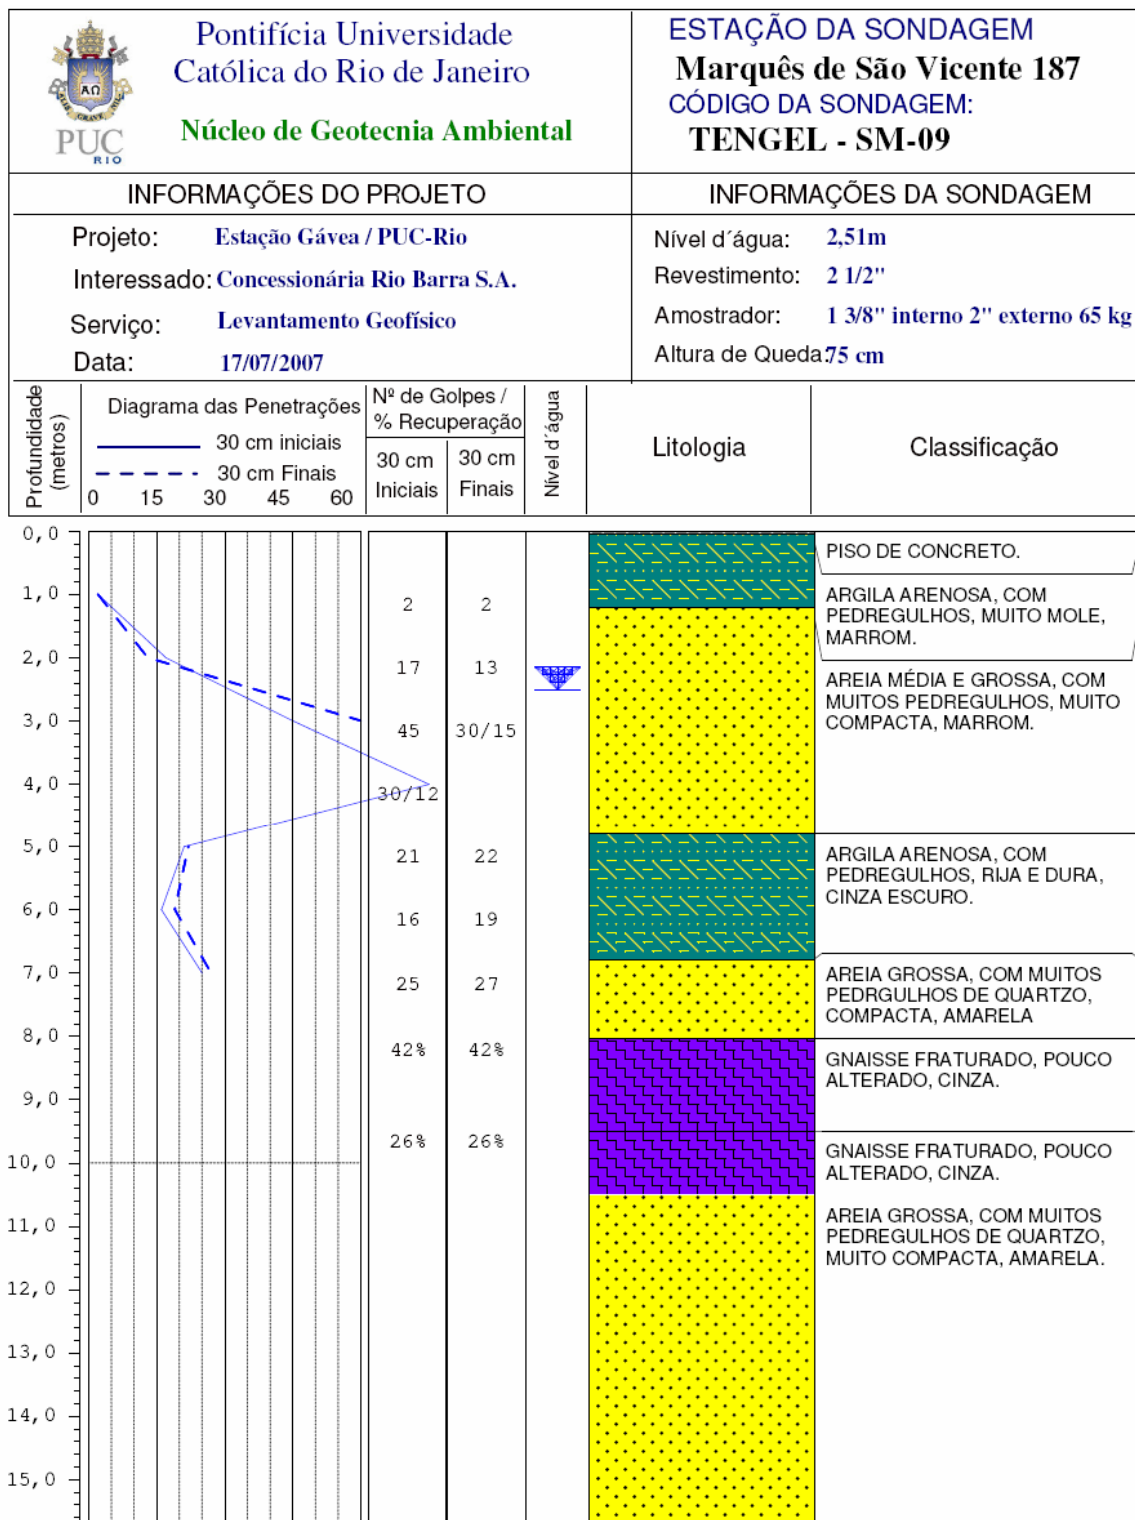 Pontifícia Universidade
Católica do Rio de Janeiro
Núcleo de Geotecnia Ambiental
PUC
RIO
ESTAÇÃO DA SONDAGEM
Marquês de São Vicente 187
CÓDIGO DA SONDAGEM:
TENGEL - SM-09
INFORMAÇÕES DO PROJETO
Projeto: Estação Gávea / PUC-Rio
Interessado: Concessionária Rio Barra S.A.
Serviço: Levantamento Geofísico
Data: 17/07/2007
INFORMAÇÕES DA SONDAGEM
Nível d´água: 2,51m
Revestimento: 2 1/2"
Amostrador: 1 3/8" interno 2" externo 65 kg
Altura de Queda: 75 cm
Profundidade
(metros)
Diagrama das Penetrações
30 cm iniciais
30 cm Finais
0 15 30 45 60
Nº de Golpes /
% Recuperação
30 cm
Iniciais
30 cm
Finais
Nível d´água
Litologia
Classificação
0,0
PISO DE CONCRETO.
1,0
2 2
ARGILA ARENOSA, COM
PEDREGULHOS, MUITO MOLE,
MARROM.
2,0
17 13
AREIA MÉDIA E GROSSA, COM
MUITOS PEDREGULHOS, MUITO
COMPACTA, MARROM.
3,0
45 30/15
4,0
30/12
5,0
21 22
ARGILA ARENOSA, COM
PEDREGULHOS, RIJA E DURA,
CINZA ESCURO.
6,0
16 19
7,0
25 27
AREIA GROSSA, COM MUITOS
PEDRGULHOS DE QUARTZO,
COMPACTA, AMARELA
8,0
42% 42%
GNAISSE FRATURADO, POUCO
ALTERADO, CINZA.
9,0
26% 26%
GNAISSE FRATURADO, POUCO
ALTERADO, CINZA.
10,0
11,0
AREIA GROSSA, COM MUITOS
PEDREGULHOS DE QUARTZO,
MUITO COMPACTA, AMARELA.
12,0
13,0
14,0
15,0